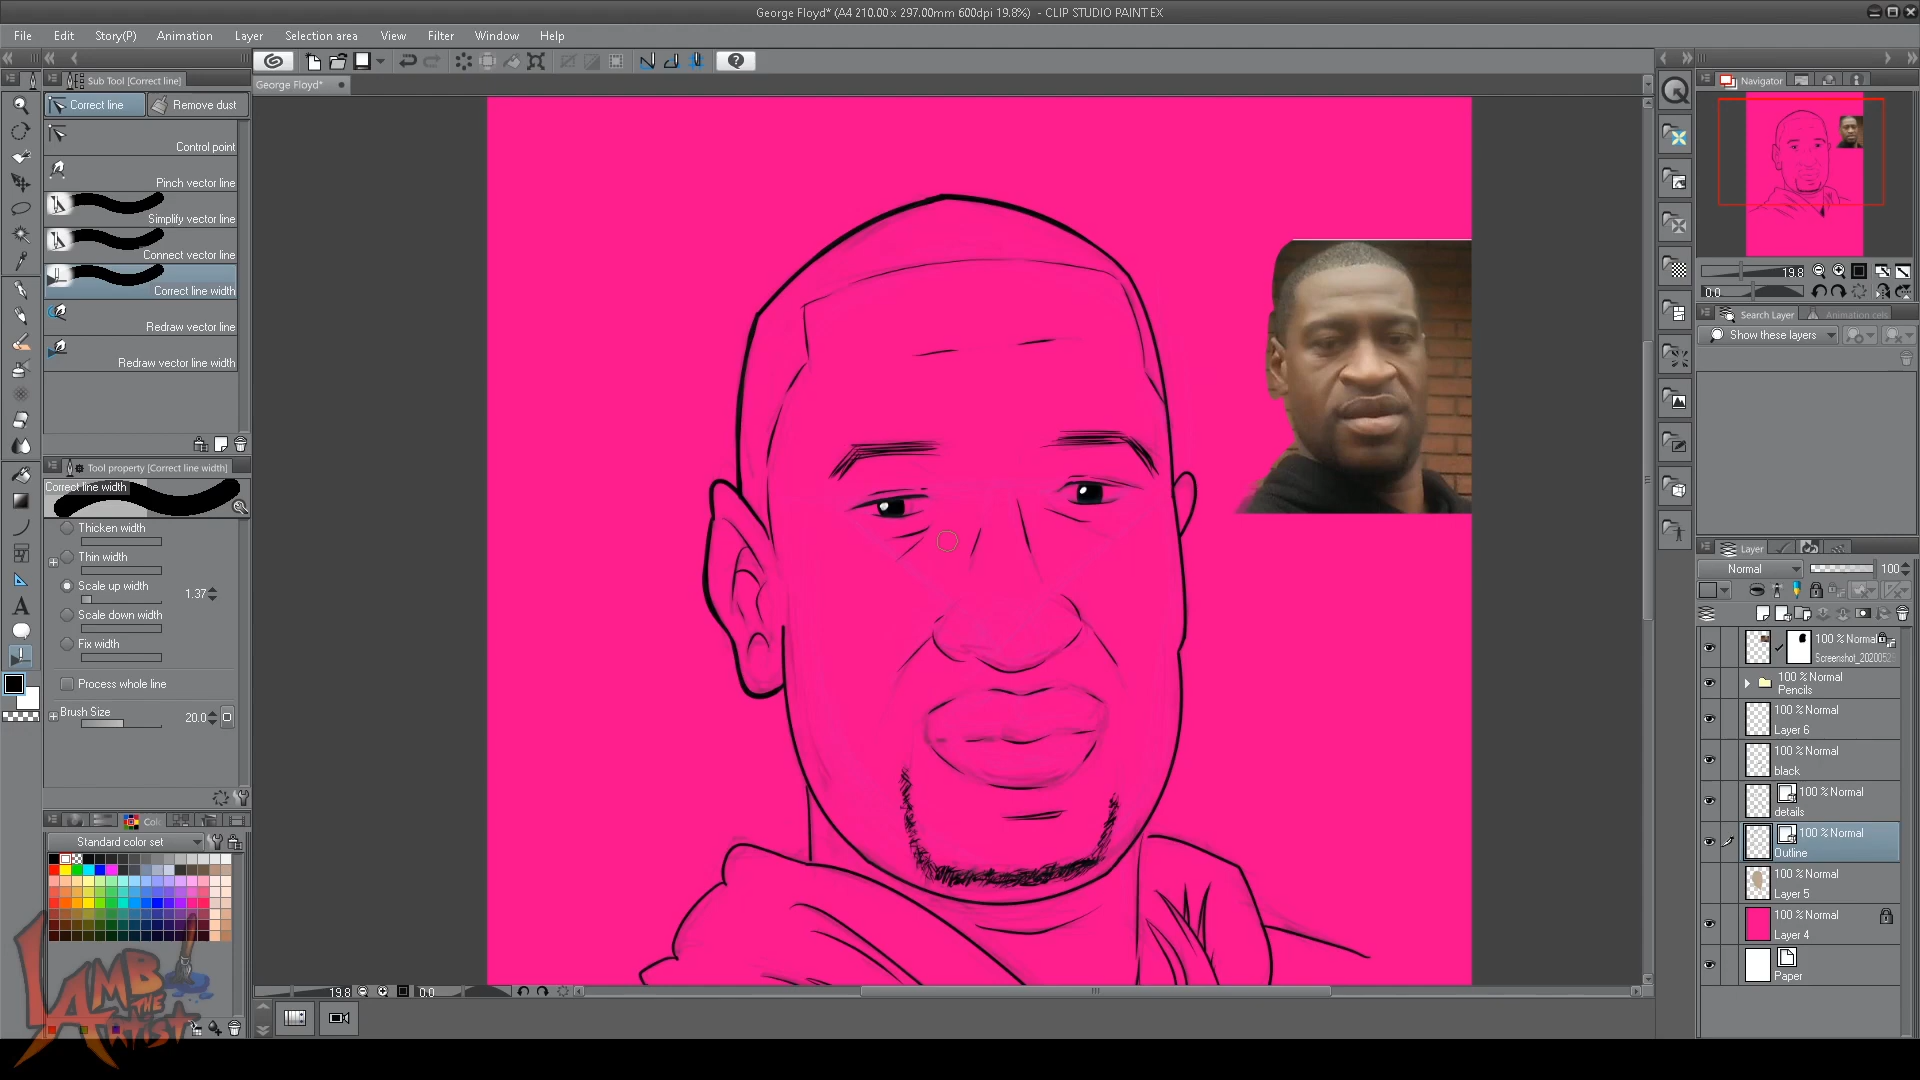 George Floyd* (A4 210.00 x 297.00mm 600dpi 19.8%) - CLIP STUDIO PAINT EX
File Edit Story(P) Animation Layer Selection area View Filter Window Help
Sub Tool [Correct line]
Correct line
Remove dust
Control point
Pinch vector line
Simplify vector line
Connect vector line
Correct line width
Redraw vector line
Redraw vector line width
Tool property [Correct line width]
Correct line width
Thicken width
Thin width
Scale up width
1.37
Scale down width
Fix width
Process whole line
Brush Size
20.0
Col
Standard color set
LAMB
THE
ARTIST
George Floyd*
19.8
0.0
Navigator
19.8
0.0
Search Layer
Animation cels
Show these layers
Layer
Normal
100
100 % Normal
Screenshot_2020052
100 % Normal
Pencils
100 % Normal
Layer 6
100 % Normal
black
100 % Normal
details
100 % Normal
Outline
100 % Normal
Layer 5
100 % Normal
Layer 4
Paper